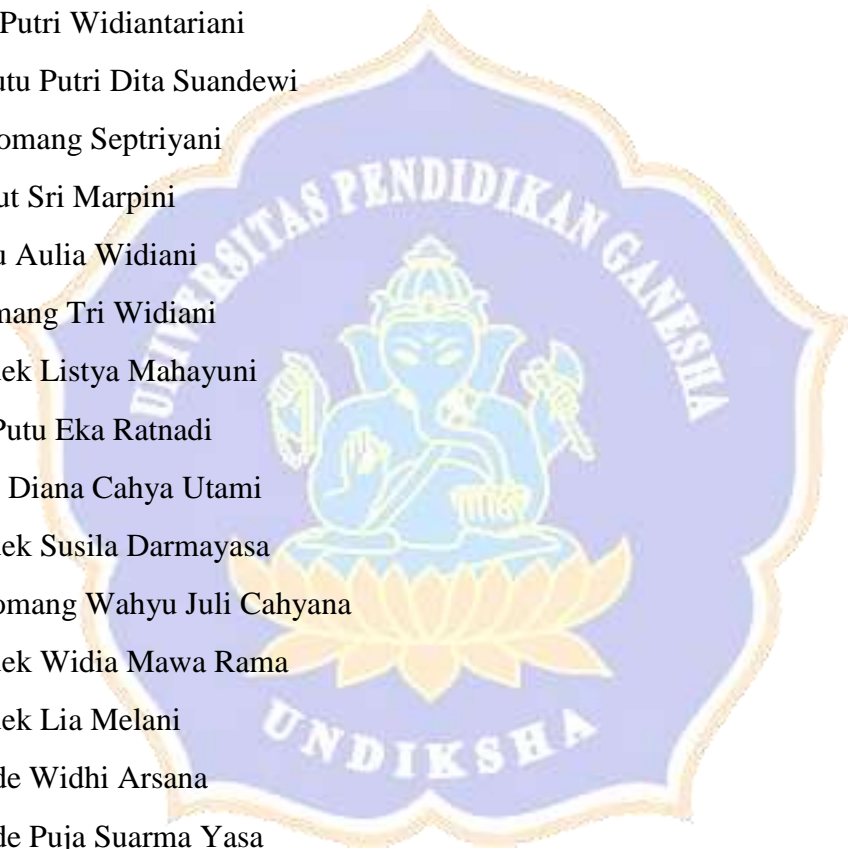 Putri Widiantariani
utu Putri Dita Suandewi
omang Septriyani
ut Sri Marpini
u Aulia Widiani
mang Tri Widiani
ek Listya Mahayuni
Putu Eka Ratnadi
Diana Cahya Utami
ek Susila Darmayasa
omang Wahyu Juli Cahyana
ek Widia Mawa Rama
ek Lia Melani
de Widhi Arsana
de Puja Suarma Yasa
UNIVERSITAS PENDIDIKAN GANESHA
UNDIKSHA